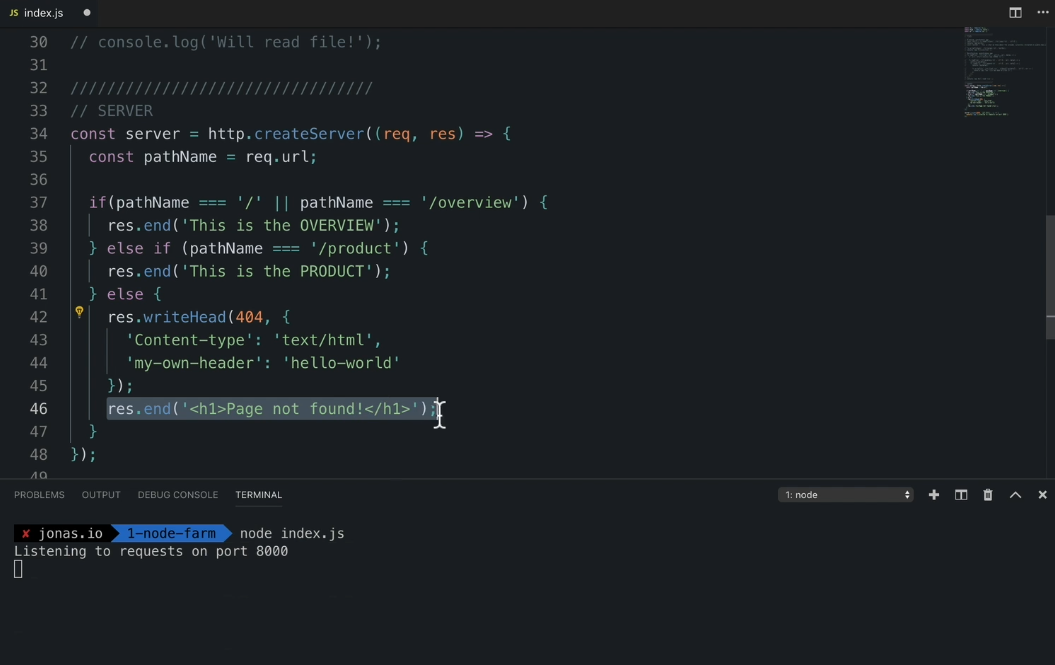 JS index.js
30 // console.log('Will read file!');
31
32 /////////////////////////////////
33 // SERVER
34 const server = http.createServer((req, res) => {
35   const pathName = req.url;
36
37   if(pathName === '/' || pathName === '/overview') {
38     res.end('This is the OVERVIEW');
39   } else if (pathName === '/product') {
40     res.end('This is the PRODUCT');
41   } else {
42     res.writeHead(404, {
43       'Content-type': 'text/html',
44       'my-own-header': 'hello-world'
45     });
46     res.end('<h1>Page not found!</h1>');
47   }
48 });
49
PROBLEMS OUTPUT DEBUG CONSOLE TERMINAL 1: node
✘ jonas.io 1-node-farm node index.js
Listening to requests on port 8000